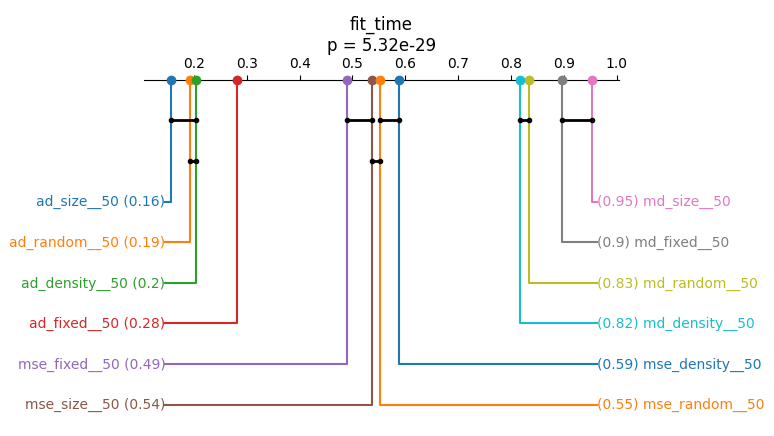 fit_time
p = 5.32e-29
0.2 0.3 0.4 0.5 0.6 0.7 0.8 0.9 1.0
ad_size__50 (0.16) (0.95) md_size__50
ad_random__50 (0.19) (0.9) md_fixed__50
ad_density__50 (0.2) (0.83) md_random__50
ad_fixed__50 (0.28) (0.82) md_density__50
mse_fixed__50 (0.49) (0.59) mse_density__50
mse_size__50 (0.54) (0.55) mse_random__50